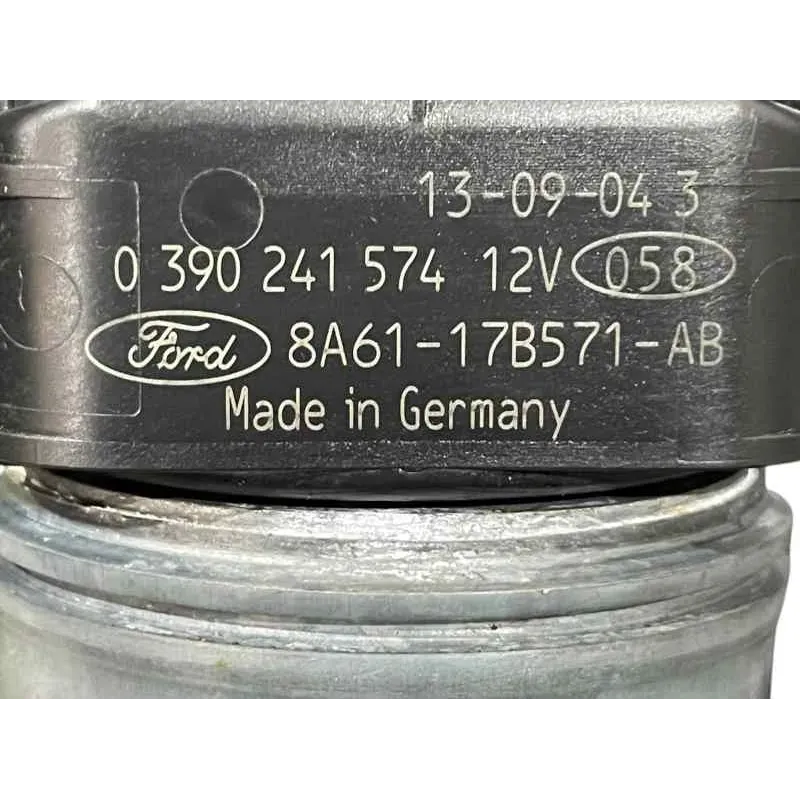 13-09-04 3
0 390 241 574 12V 058
Ford 8A61-17B571-AB
Made in Germany